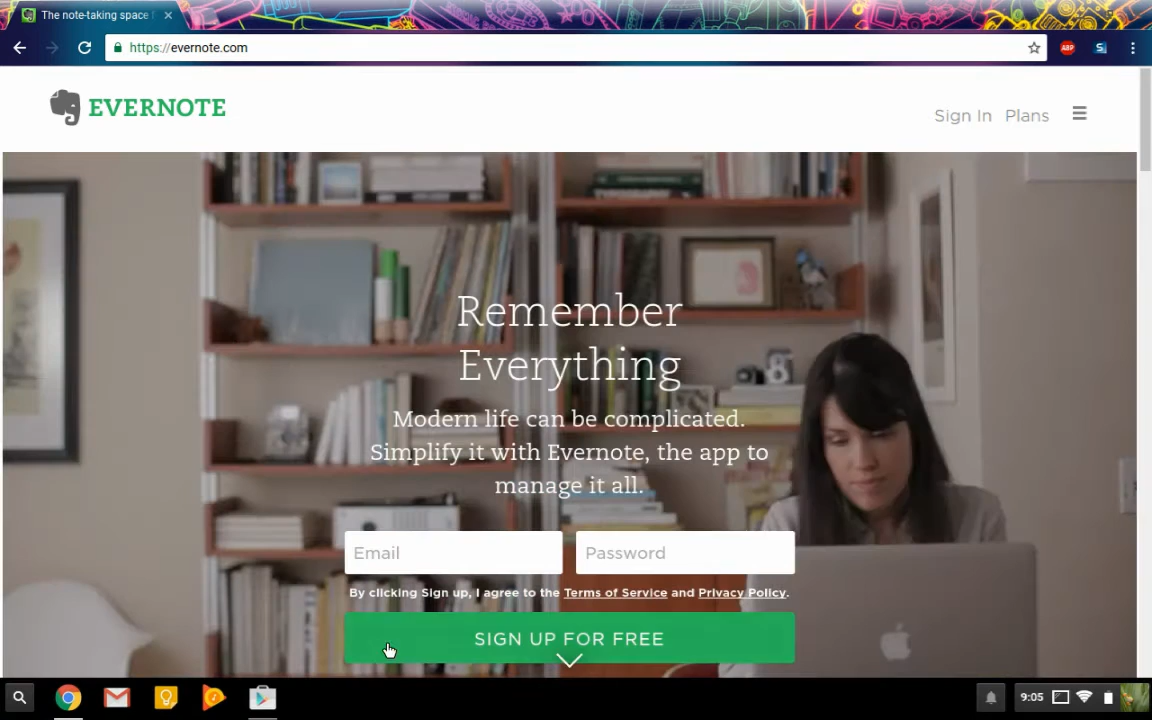 The note-taking space
https://evernote.com
ABP
S
EVERNOTE
Sign In Plans
Remember
Everything
Modern life can be complicated.
Simplify it with Evernote, the app to
manage it all.
Email Password
By clicking Sign up, I agree to the Terms of Service and Privacy Policy.
SIGN UP FOR FREE
9:05